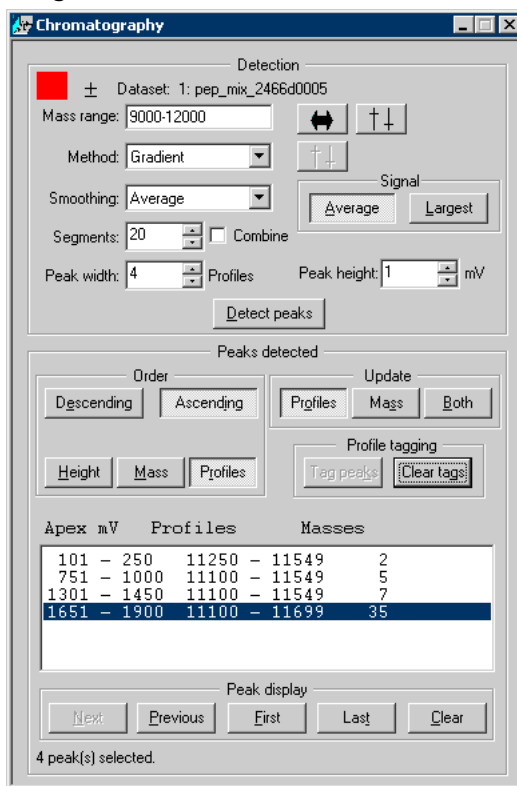 Chromatography
Detection
± Dataset: 1: pep_mix_2466d0005
Mass range: 9000-12000
Method: Gradient
Signal
Smoothing: Average
Average Largest
Segments: 20 Combine
Peak width: 4 Profiles Peak height: 1 mV
Detect peaks
Peaks detected
Order Update
Descending Ascending Profiles Mass Both
Profile tagging
Height Mass Profiles Tag peaks Clear tags
Apex mV Profiles Masses
101 - 250 11250 - 11549 2
751 - 1000 11100 - 11549 5
1301 - 1450 11100 - 11549 7
1651 - 1900 11100 - 11699 35
Peak display
Next Previous First Last Clear
4 peak(s) selected.